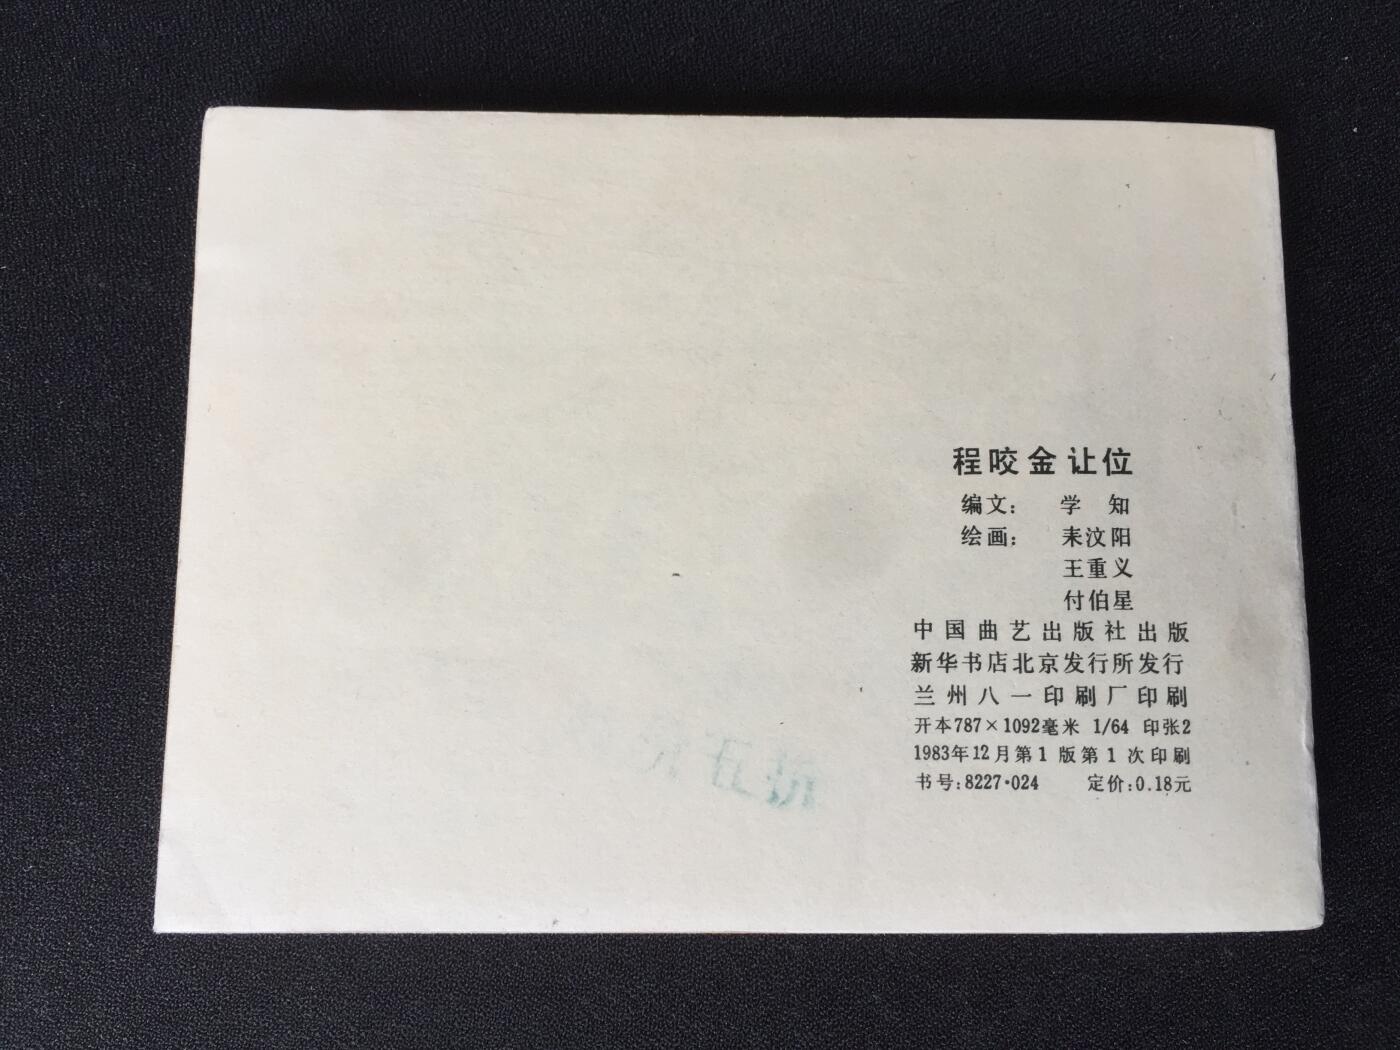 程咬金让位
编文： 学 知
绘画： 耒汶阳
王重义
付伯星
中国曲艺出版社出版
新华书店北京发行所发行
兰州八一印刷厂印刷
开本787×1092毫米 1/64 印张2
1983年12月第1版第1次印刷
书号:8227·024 定价:0.18元